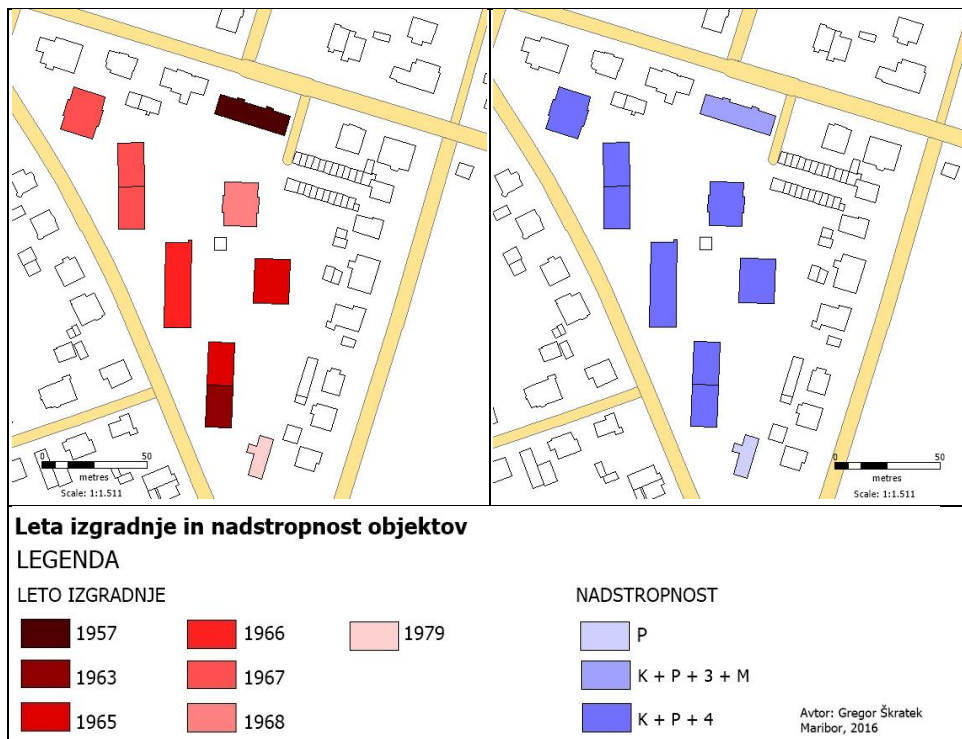 0 50
metres
Scale: 1:1.511
0 50
metres
Scale: 1:1.511
Leta izgradnje in nadstropnost objektov
LEGENDA
LETO IZGRADNJE
1957
1963
1965
1966
1967
1968
1979
NADSTROPNOST
P
K + P + 3 + M
K + P + 4
Avtor: Gregor Škratek
Maribor, 2016